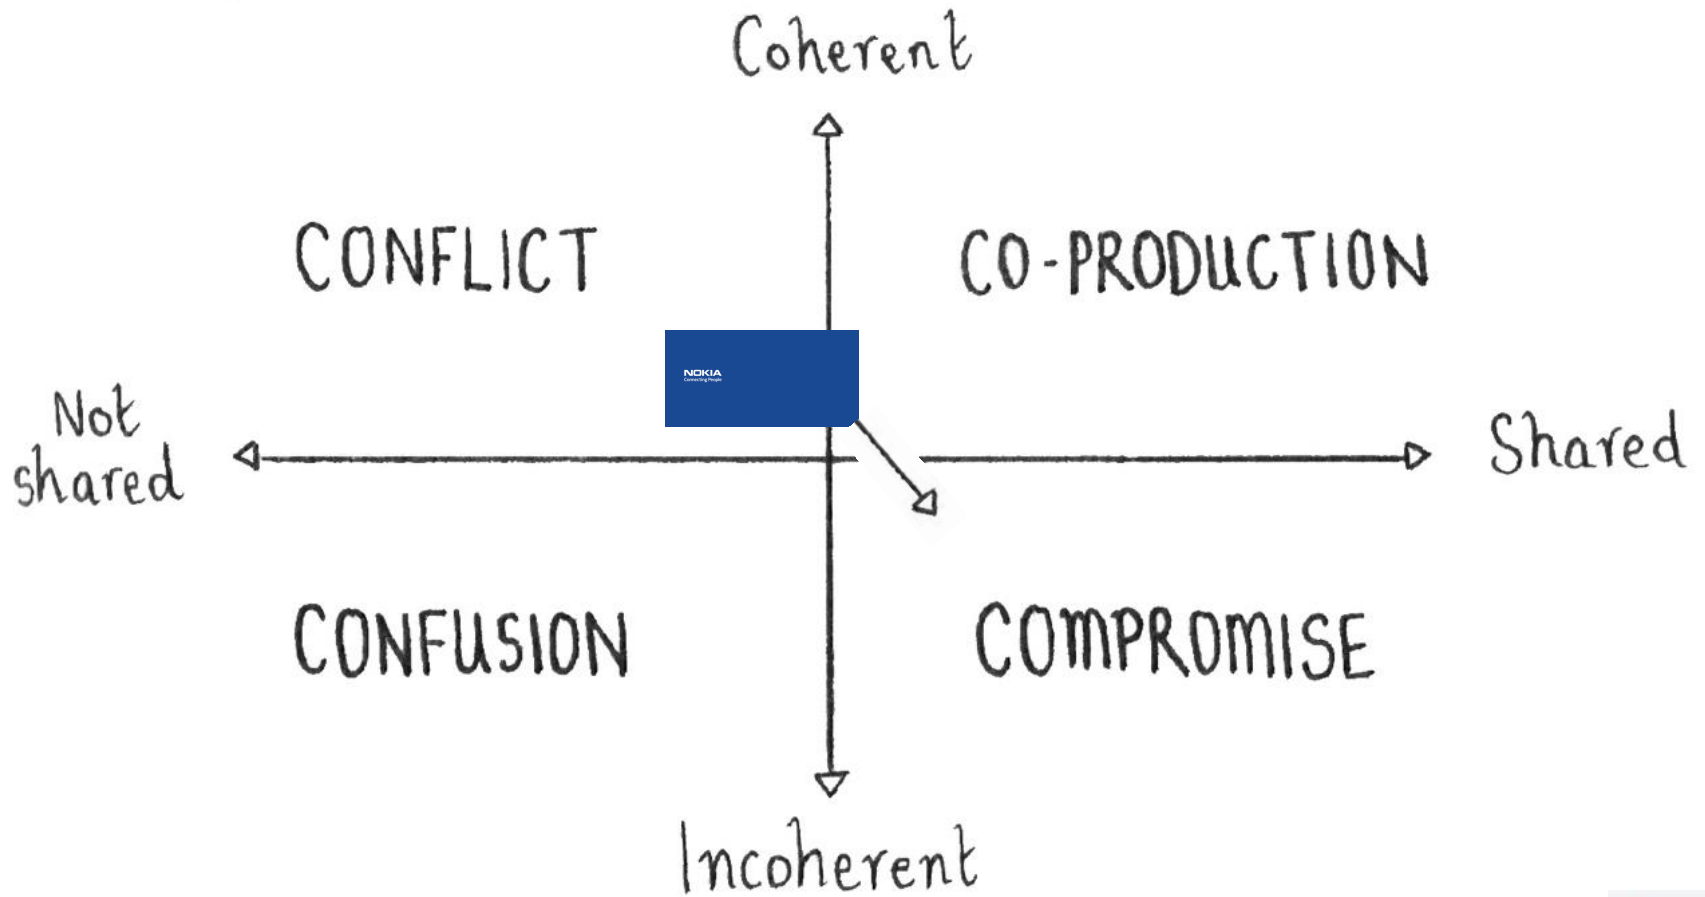 Coherent
CONFLICT
CO-PRODUCTION
NOKIA
Connecting People
Not
shared
Shared
CONFUSION
COMPROMISE
Incoherent